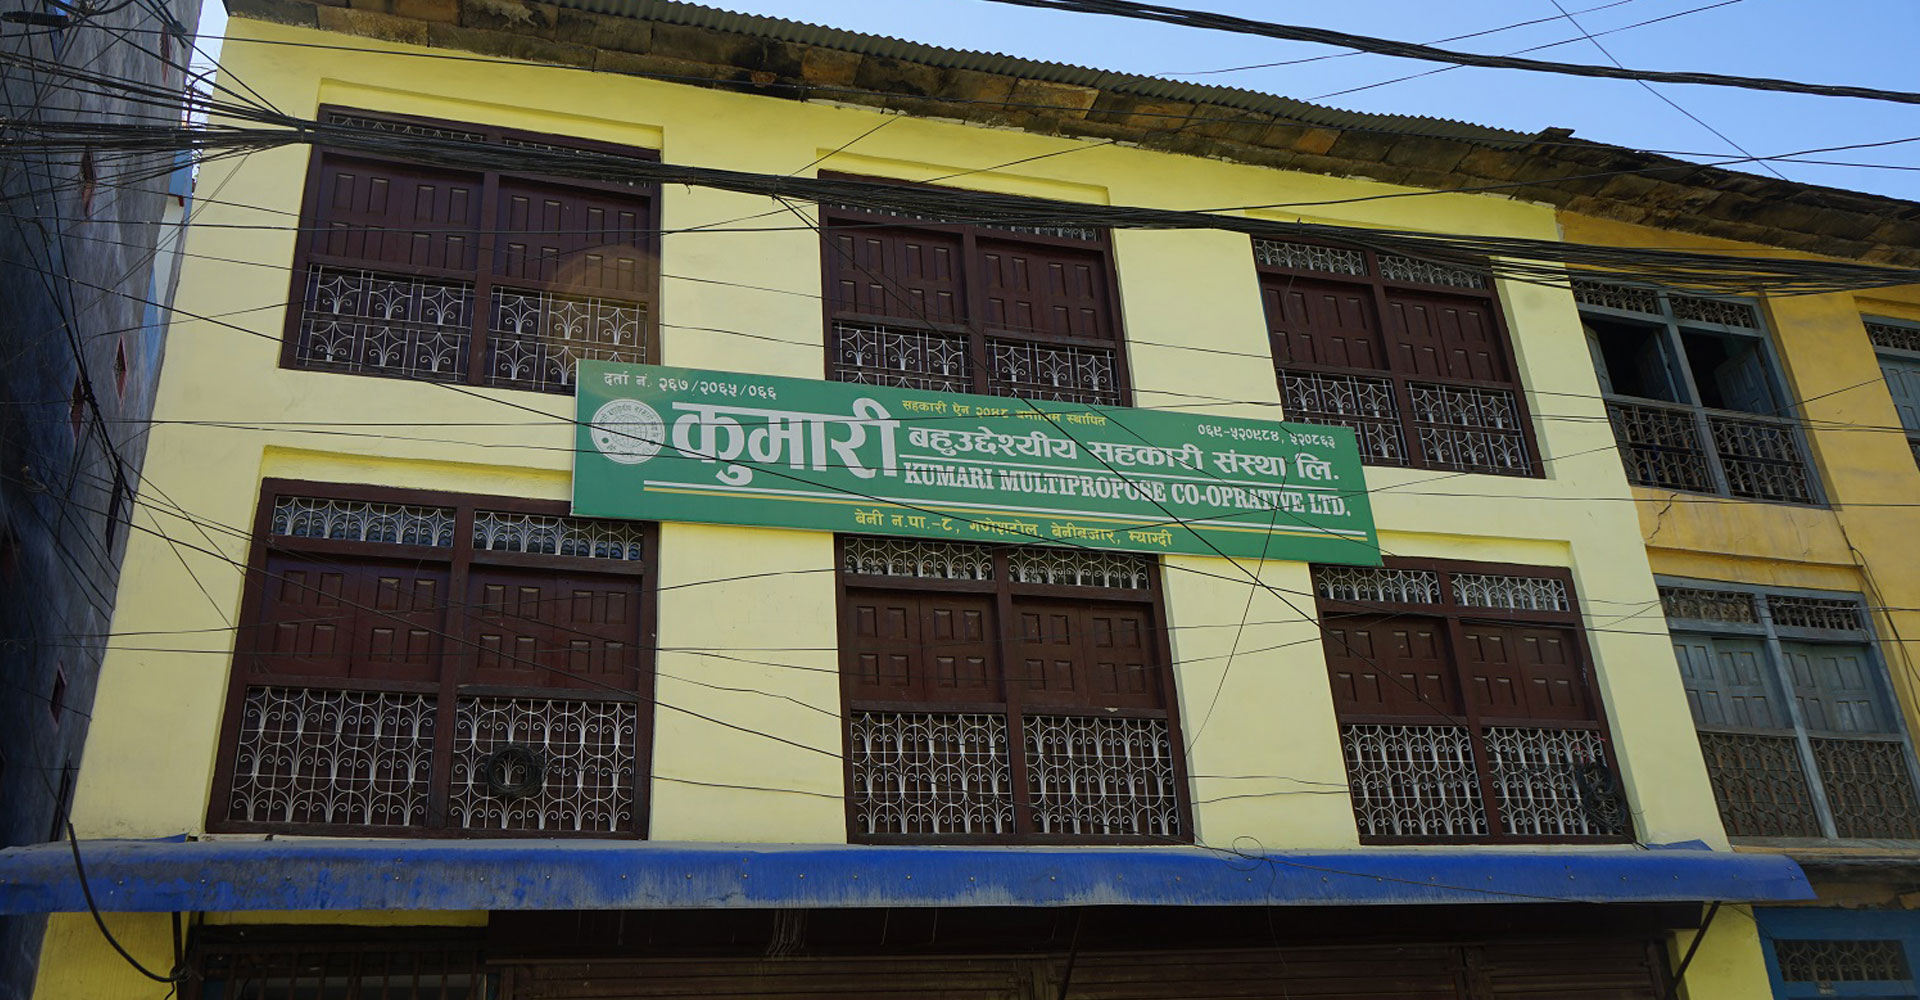 दर्ता नं. २६७/२०६५/०६६
सहकारी ऐन २०४८ बमोजिम स्थापित
०६९-५२०९८४, ५२०८६३
कुमारी बहुउद्देश्यीय सहकारी संस्था लि.
KUMARI MULTIPROPOSE CO-OPRATIVE LTD.
बेनी न.पा.-८, गणेशटोल, बेनीबजार, म्याग्दी